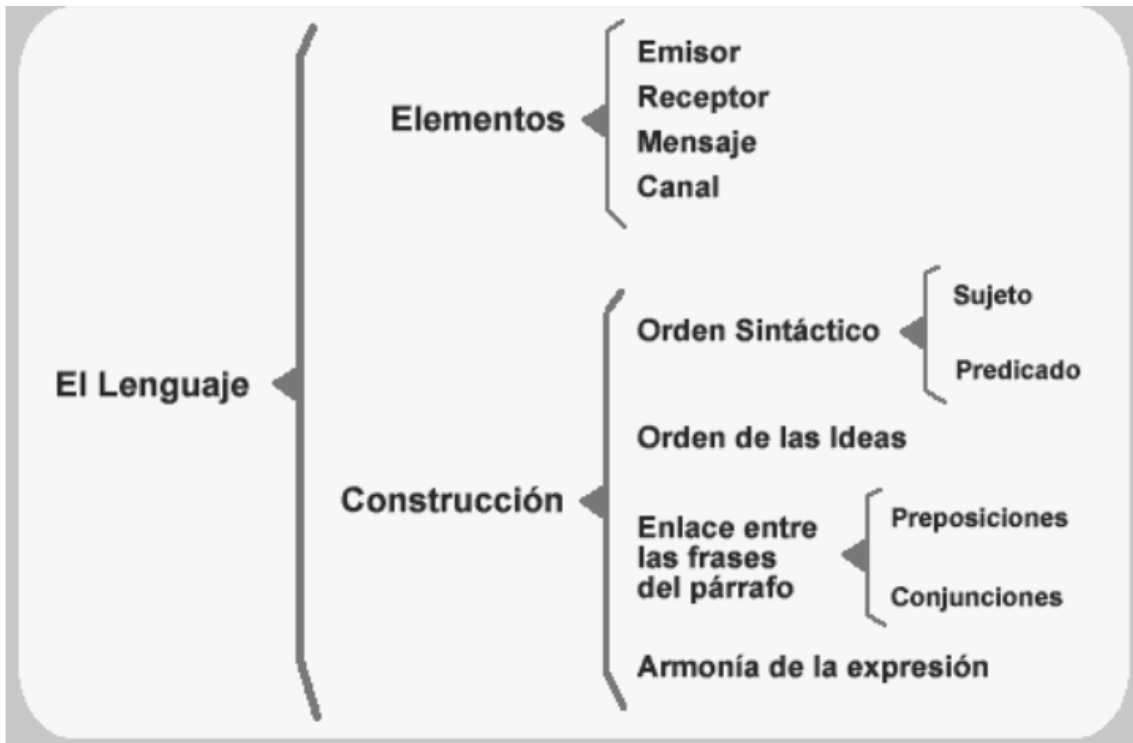 El Lenguaje
Elementos
Emisor
Receptor
Mensaje
Canal
Construcción
Orden Sintáctico
Sujeto
Predicado
Orden de las Ideas
Enlace entre
las frases
del párrafo
Preposiciones
Conjunciones
Armonía de la expresión